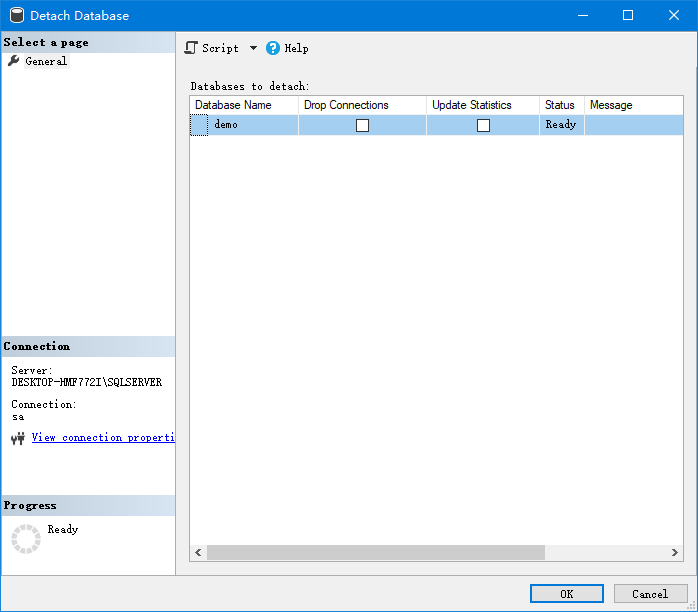 Detach Database
Select a page
General
Script
Help
Databases to detach:
Database Name Drop Connections Update Statistics Status Message
demo Ready
Connection
Server:
DESKTOP-HMF772I\SQLSERVER
Connection:
sa
View connection properti
Progress
Ready
OK Cancel